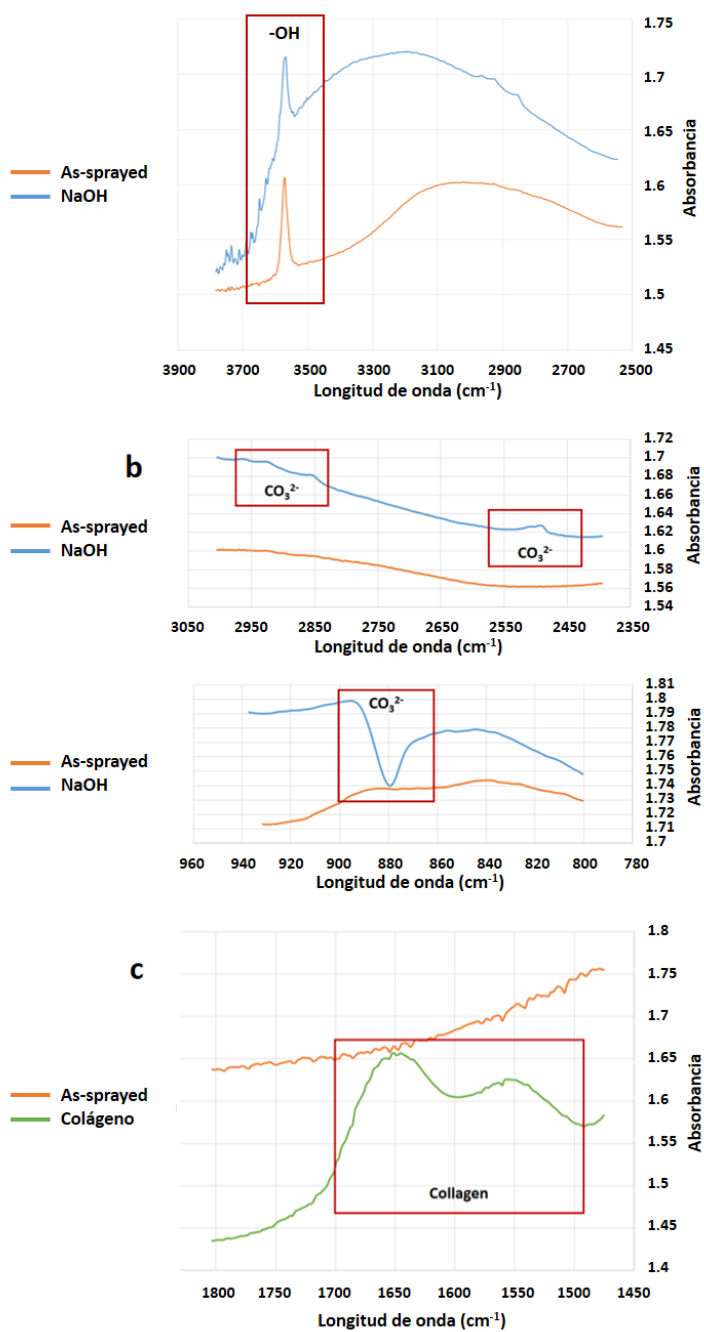 -OH
As-sprayed
NaOH
1.75
1.7
1.65
1.6
1.55
1.5
1.45
Absorbancia
3900 3700 3500 3300 3100 2900 2700 2500
Longitud de onda (cm-1)
b
CO32-
CO32-
As-sprayed
NaOH
1.72
1.7
1.68
1.66
1.64
1.62
1.6
1.58
1.56
1.54
Absorbancia
3050 2950 2850 2750 2650 2550 2450 2350
Longitud de onda (cm-1)
CO32-
As-sprayed
NaOH
1.81
1.8
1.79
1.78
1.77
1.76
1.75
1.74
1.73
1.72
1.71
1.7
Absorbancia
960 940 920 900 880 860 840 820 800 780
Longitud de onda (cm-1)
c
As-sprayed
Colágeno
Collagen
1.8
1.75
1.7
1.65
1.6
1.55
1.5
1.45
1.4
Absorbancia
1800 1750 1700 1650 1600 1550 1500 1450
Longitud de onda (cm-1)